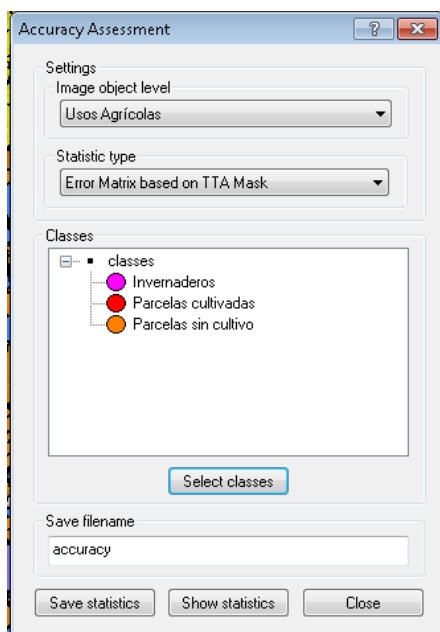 Accuracy Assessment
?
Settings
Image object level
Usos Agrícolas
Statistic type
Error Matrix based on TTA Mask
Classes
classes
Invernaderos
Parcelas cultivadas
Parcelas sin cultivo
Select classes
Save filename
accuracy
Save statistics Show statistics Close